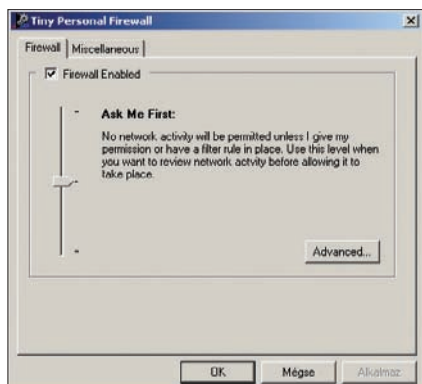 Tiny Personal Firewall
Firewall Miscellaneous
Firewall Enabled
Ask Me First:
No network activity will be permitted unless I give my
permission or have a filter rule in place. Use this level when
you want to review network activity before allowing it to
take place.
Advanced...
OK Mégse Alkalmaz